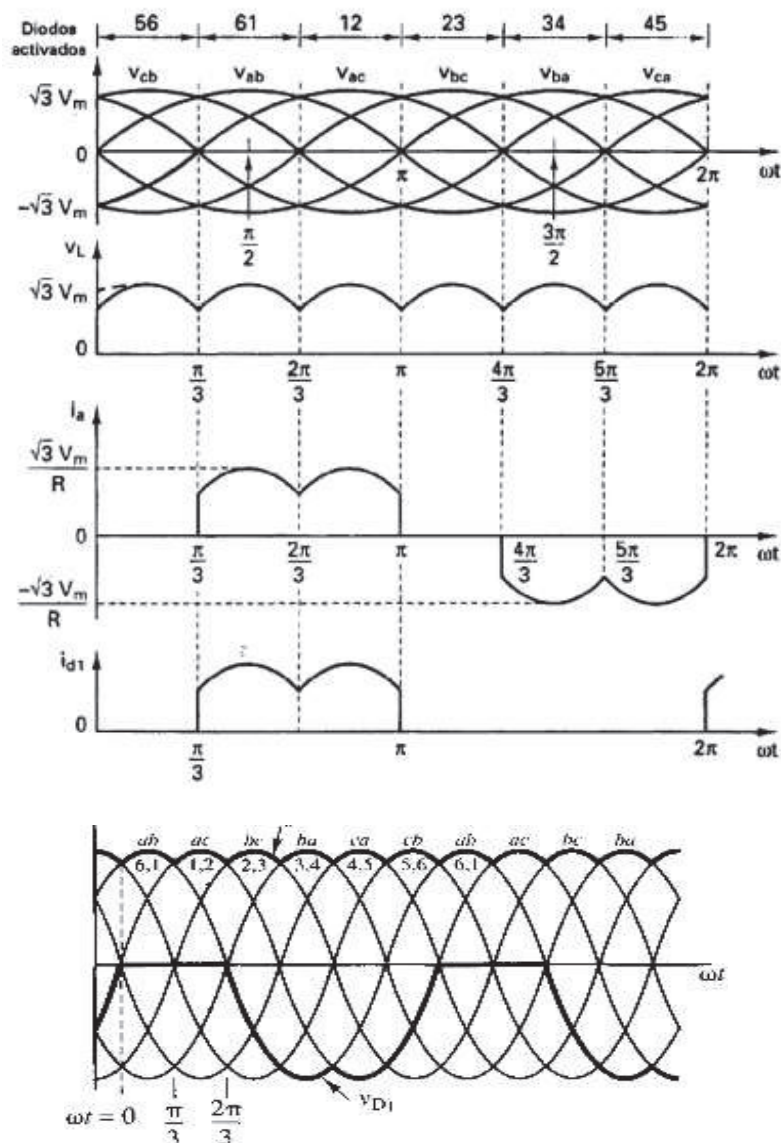 Diodos activados 56 61 12 23 34 45
v_cb v_ab v_ac v_bc v_ba v_ca
√3 V_m
0 π 2π ωt
-√3 V_m
π/2 3π/2
v_L
√3 V_m
0
π/3 2π/3 π 4π/3 5π/3 2π ωt
i_a
√3 V_m/R
0 π/3 2π/3 π 4π/3 5π/3 2π ωt
-√3 V_m/R
i_d1
0
π/3 π 2π ωt
ab ac bc ba ca cb ab ac bc ba
6,1 1,2 2,3 3,4 4,5 5,6 6,1
ωt
v_D1
ωt = 0 π/3 2π/3